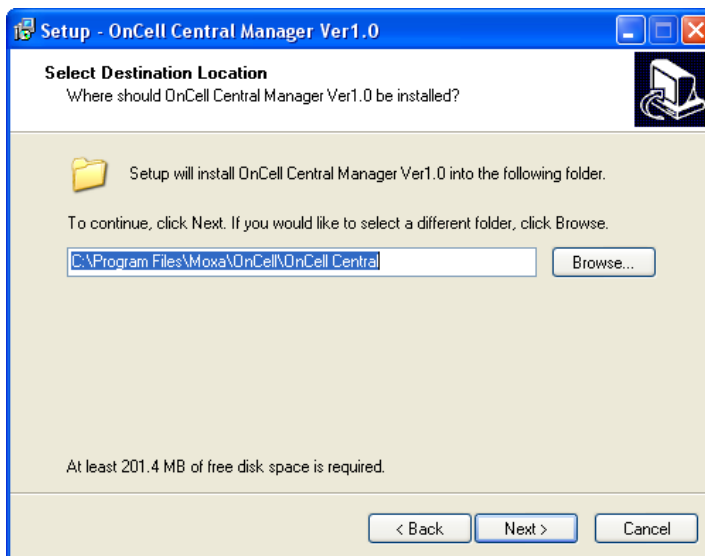 Setup - OnCell Central Manager Ver1.0
Select Destination Location
Where should OnCell Central Manager Ver1.0 be installed?
Setup will install OnCell Central Manager Ver1.0 into the following folder.
To continue, click Next. If you would like to select a different folder, click Browse.
C:\Program Files\Moxa\OnCell\OnCell Central
Browse...
At least 201.4 MB of free disk space is required.
< Back
Next >
Cancel